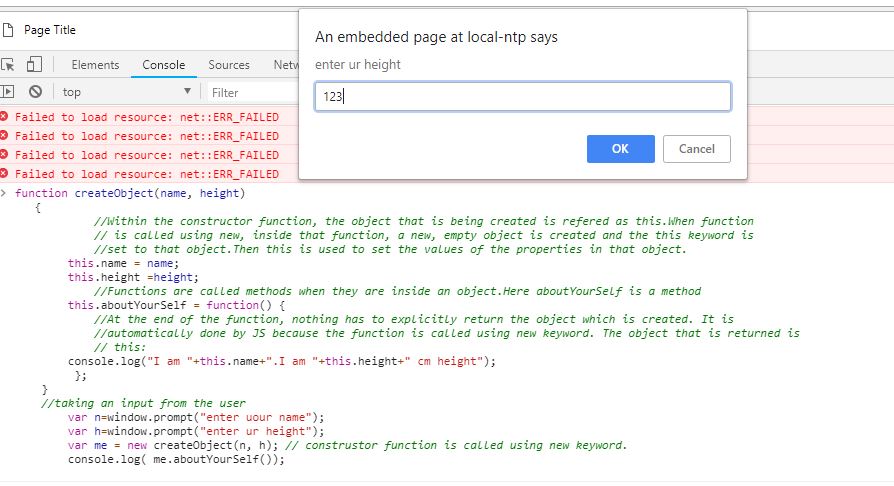 Page Title
An embedded page at local-ntp says
enter ur height
123
OK Cancel
Elements Console Sources
top Filter
Failed to load resource: net::ERR_FAILED
Failed to load resource: net::ERR_FAILED
Failed to load resource: net::ERR_FAILED
Failed to load resource: net::ERR_FAILED
> function createObject(name, height)
{
//Within the constructor function, the object that is being created is refered as this.When function
// is called using new, inside that function, a new, empty object is created and the this keyword is
//set to that object.Then this is used to set the values of the properties in that object.
this.name = name;
this.height =height;
//Functions are called methods when they are inside an object.Here aboutYourSelf is a method
this.aboutYourSelf = function() {
//At the end of the function, nothing has to explicitly return the object which is created. It is
//automatically done by JS because the function is called using new keyword. The object that is returned is
// this:
console.log("I am "+this.name+".I am "+this.height+" cm height");
};
}
//taking an input from the user
var n=window.prompt("enter uour name");
var h=window.prompt("enter ur height");
var me = new createObject(n, h); // construstor function is called using new keyword.
console.log( me.aboutYourSelf());